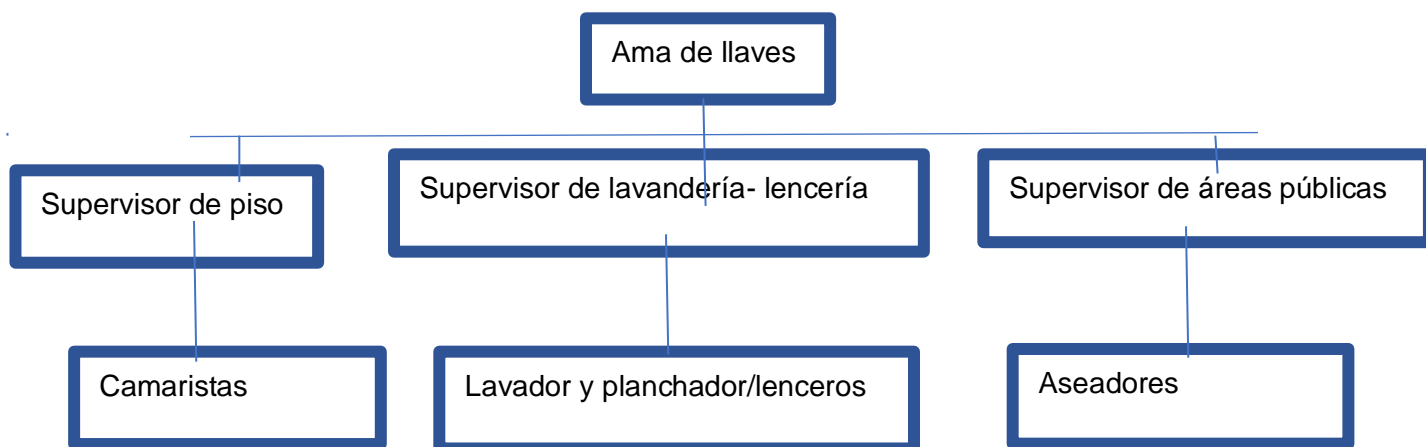 Ama de llaves
Supervisor de piso
Supervisor de lavandería- lencería
Supervisor de áreas públicas
Camaristas
Lavador y planchador/lenceros
Aseadores